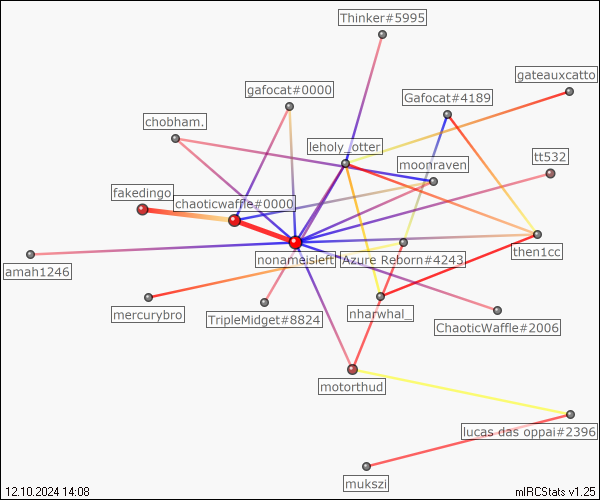 Thinker#5995
gateauxcatto
gafocat#0000
Gafocat#4189
chobham.
leholy_otter
moonraven
tt532
fakedingo
chaoticwaffle#0000
then1cc
nonameisleft
Azure Reborn#4243
amah1246
mercurybro
TripleMidget#8824
nharwhal_
ChaoticWaffle#2006
motorthud
lucas das oppai#2396
mukszi
12.10.2024 14:08
mIRCStats v1.25